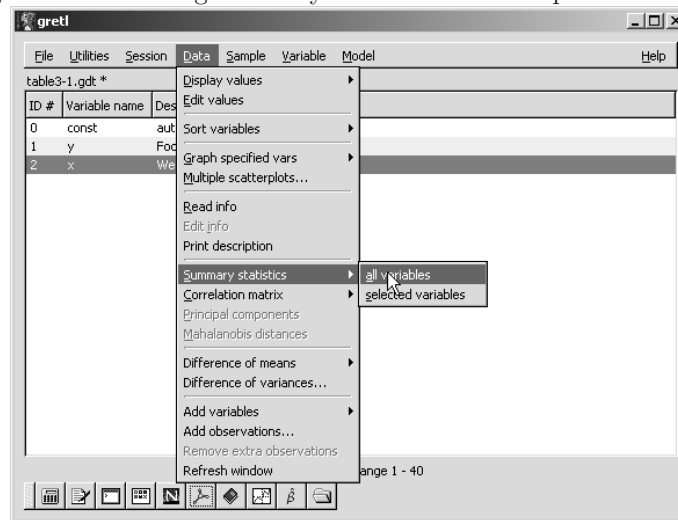 gretl
File Utilities Session Data Sample Variable Model Help
table3-1.gdt *
ID # Variable name Des
0 const aut
1 y Foo
2 x We
Display values
Edit values
Sort variables
Graph specified vars
Multiple scatterplots...
Read info
Edit info
Print description
Summary statistics
all variables
Correlation matrix
selected variables
Principal components
Mahalanobis distances
Difference of means
Difference of variances...
Add variables
Add observations...
Remove extra observations
Refresh window
ange 1 - 40
N β̂